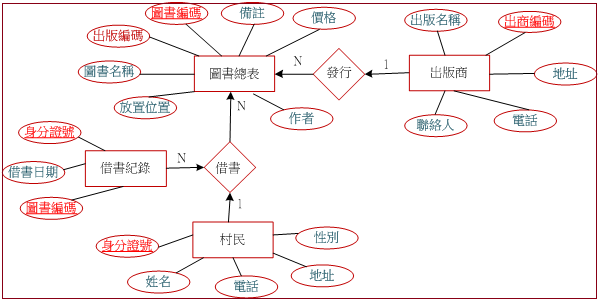 圖書編碼
備註
價格
出版編碼
圖書名稱
放置位置
圖書總表
作者
N
發行
1
出版名稱
出商編碼
出版商
地址
聯絡人
電話
N
身分證號
借書日期
圖書編碼
借書紀錄
N
借書
1
身分證號
村民
性別
姓名
電話
地址